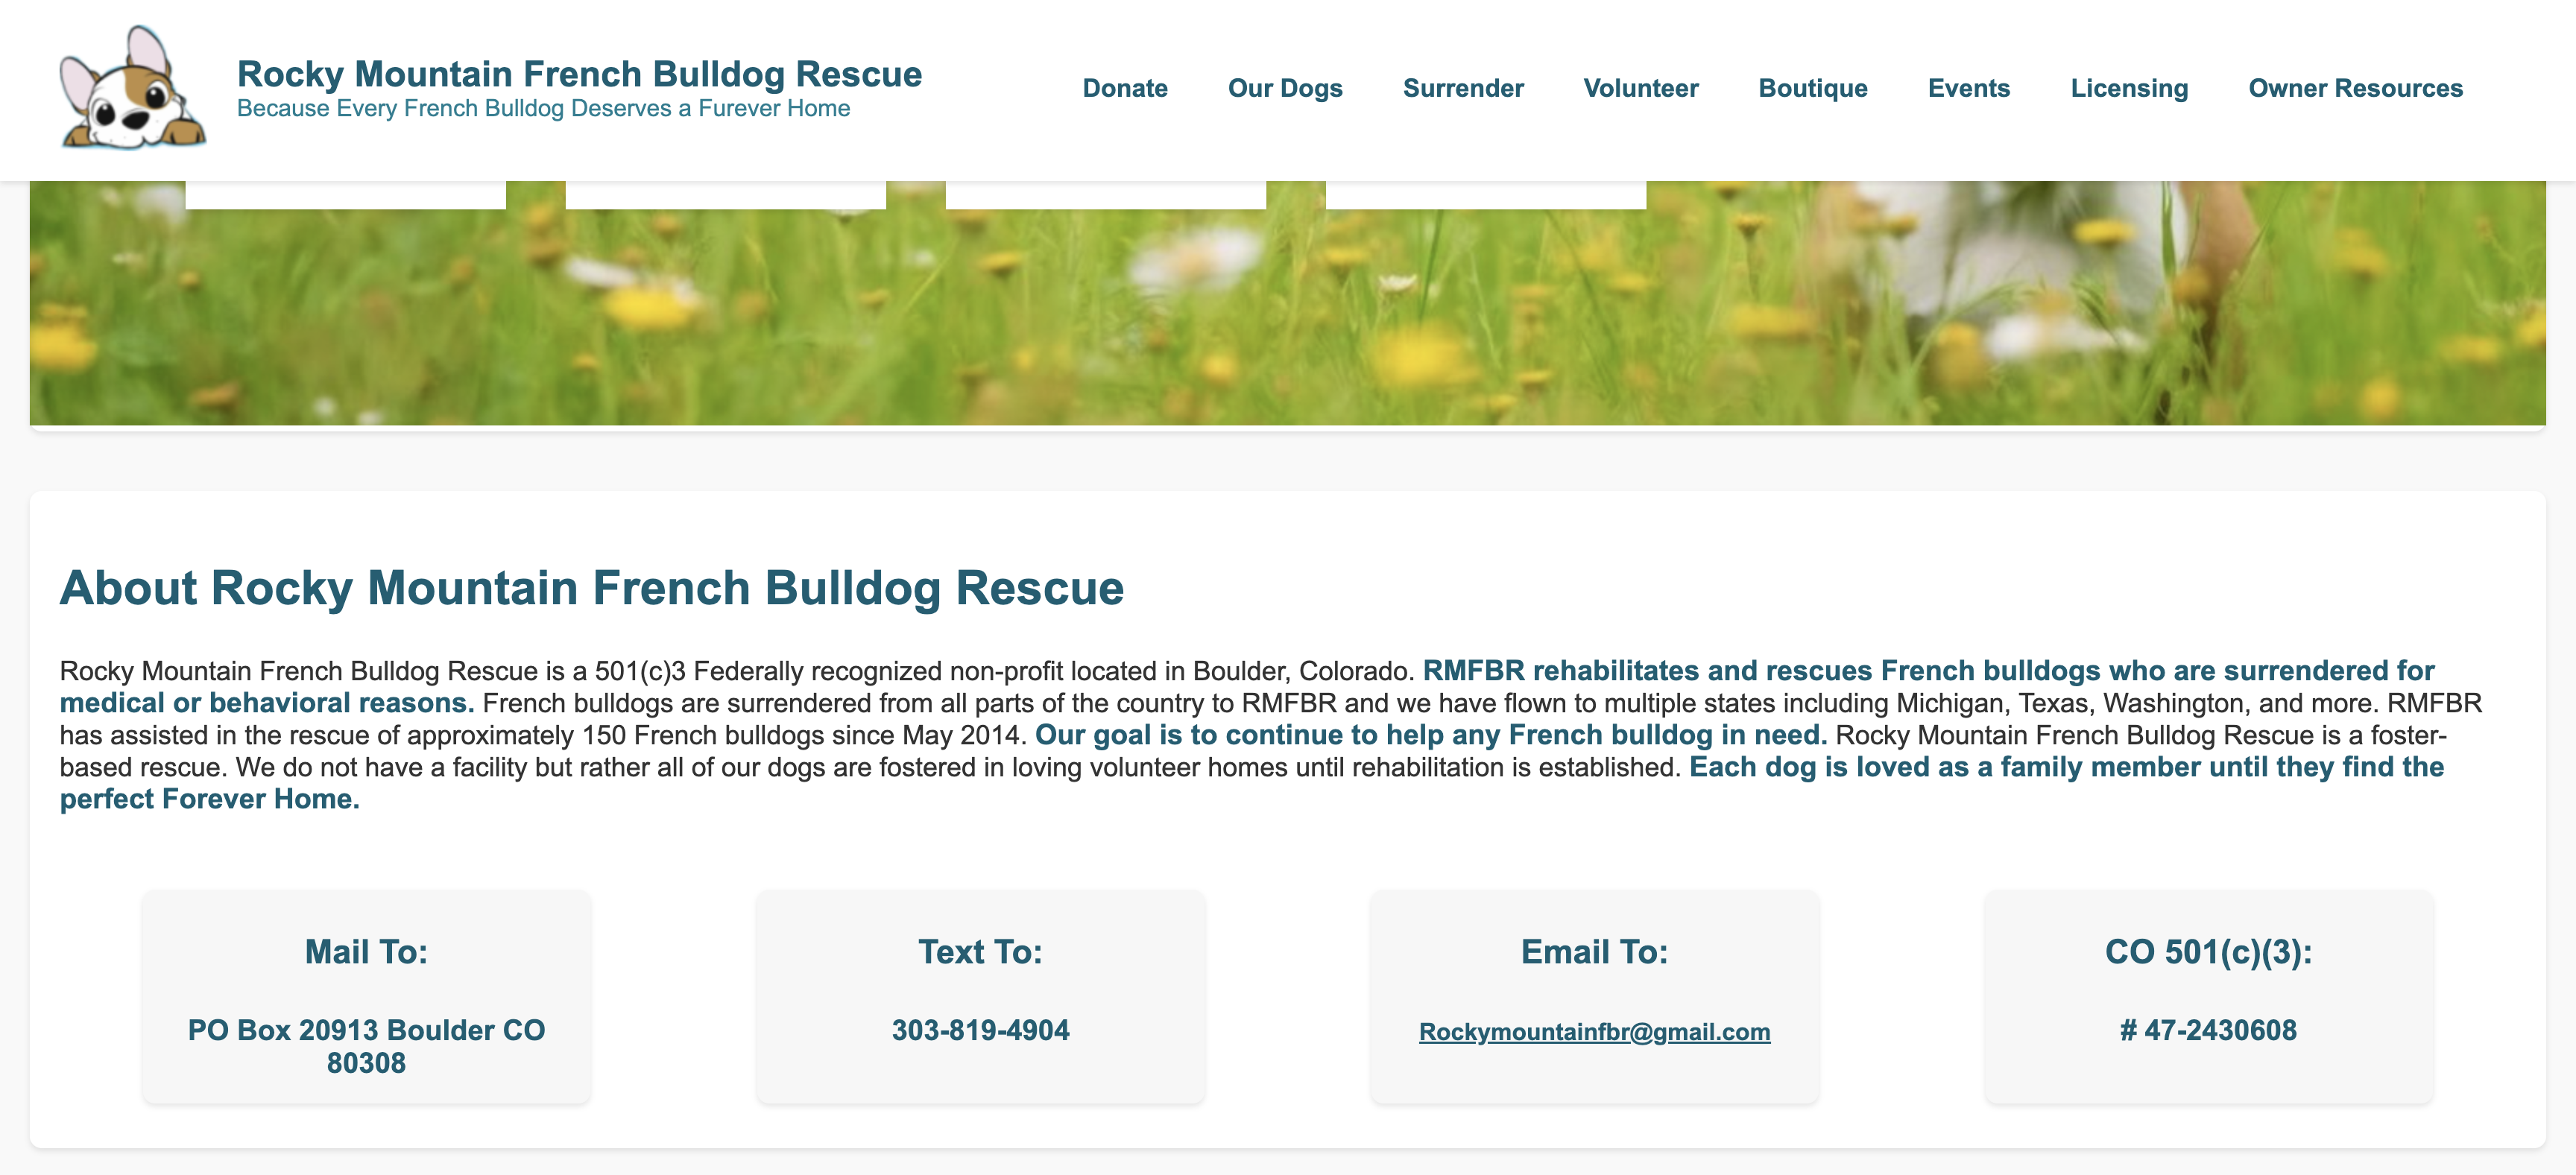 Rocky Mountain French Bulldog Rescue
Because Every French Bulldog Deserves a Furever Home
Donate
Our Dogs
Surrender
Volunteer
Boutique
Events
Licensing
Owner Resources
About Rocky Mountain French Bulldog Rescue
Rocky Mountain French Bulldog Rescue is a 501(c)3 Federally recognized non-profit located in Boulder, Colorado. RMFBR rehabilitates and rescues French bulldogs who are surrendered for
medical or behavioral reasons. French bulldogs are surrendered from all parts of the country to RMFBR and we have flown to multiple states including Michigan, Texas, Washington, and more. RMFBR
has assisted in the rescue of approximately 150 French bulldogs since May 2014. Our goal is to continue to help any French bulldog in need. Rocky Mountain French Bulldog Rescue is a foster-
based rescue. We do not have a facility but rather all of our dogs are fostered in loving volunteer homes until rehabilitation is established. Each dog is loved as a family member until they find the
perfect Forever Home.
Mail To:
PO Box 20913 Boulder CO
80308
Text To:
303-819-4904
Email To:
Rockymountainfbr@gmail.com
CO 501(c)(3):
# 47-2430608